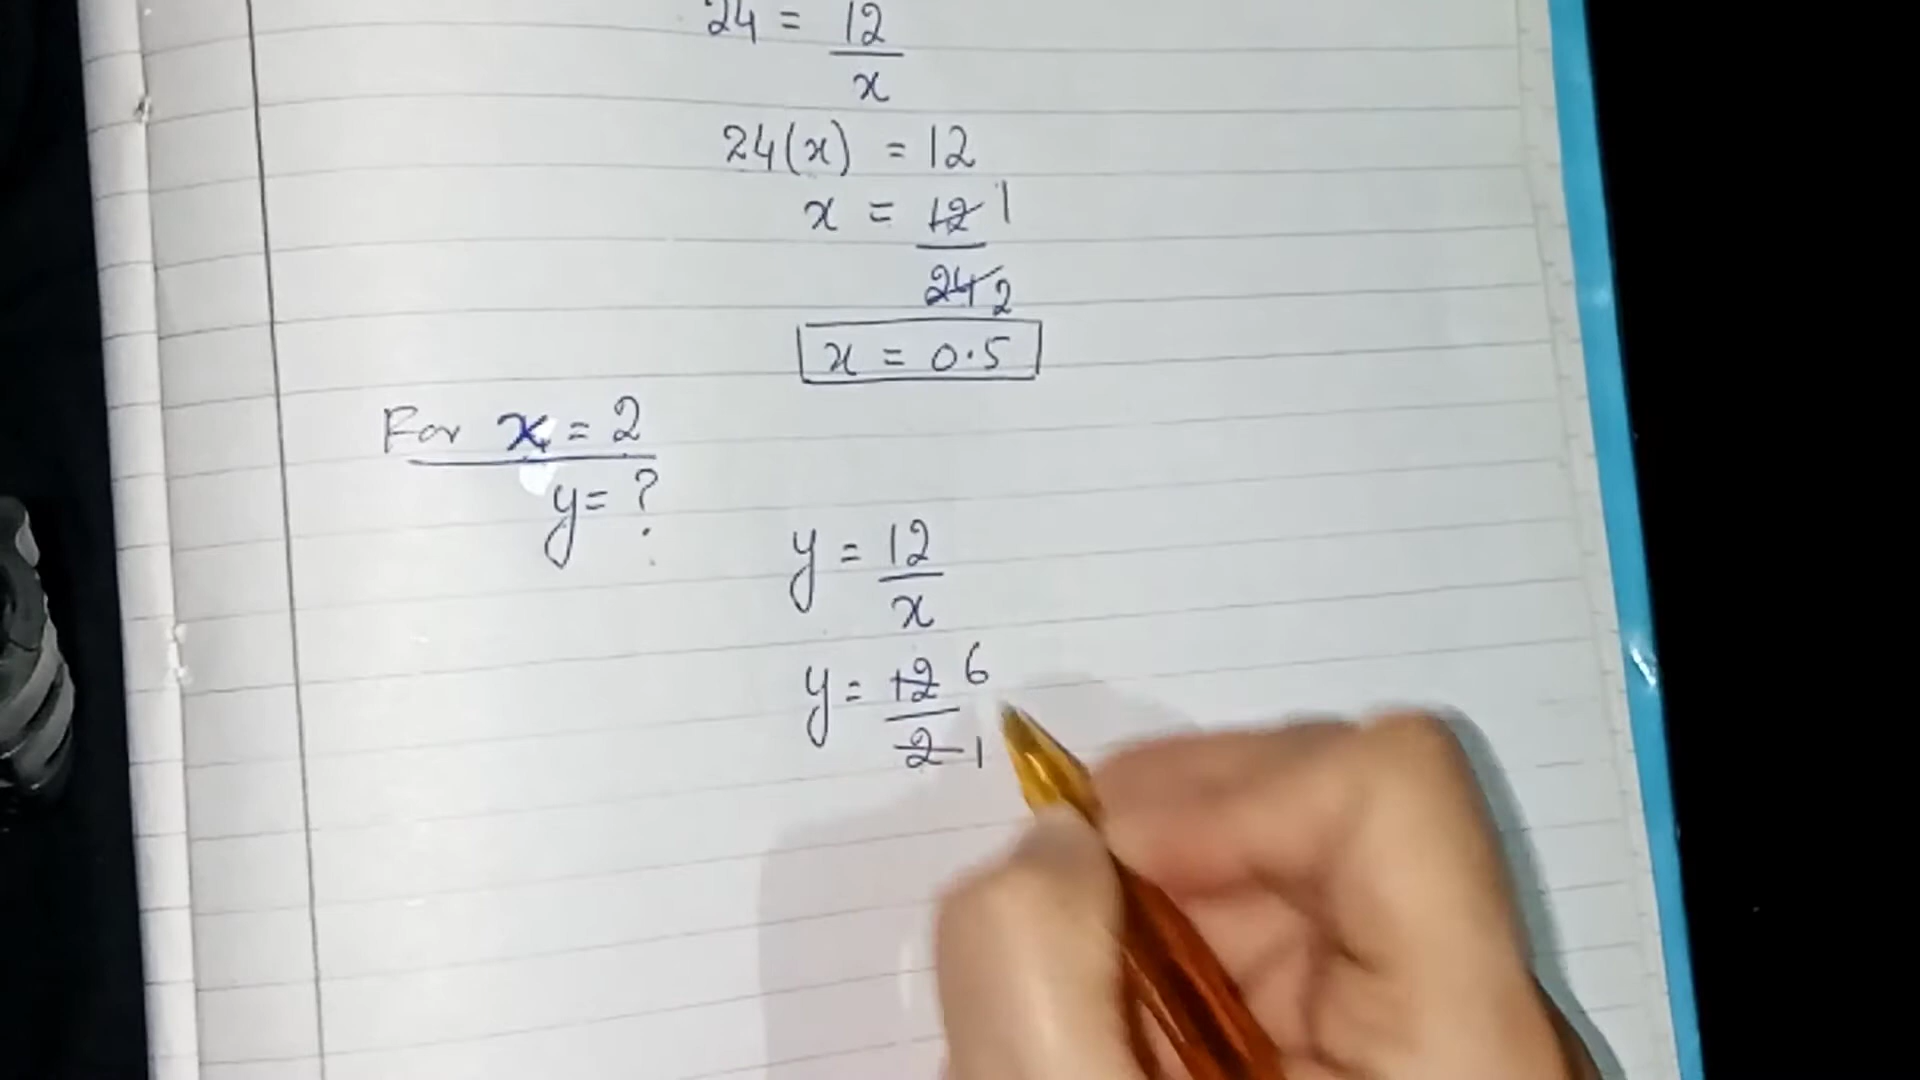 24 = 12
x
24(x) = 12
x = 12 1
24 2
x = 0.5
For x = 2
y = ?
y = 12
x
y = 12 6
2 1